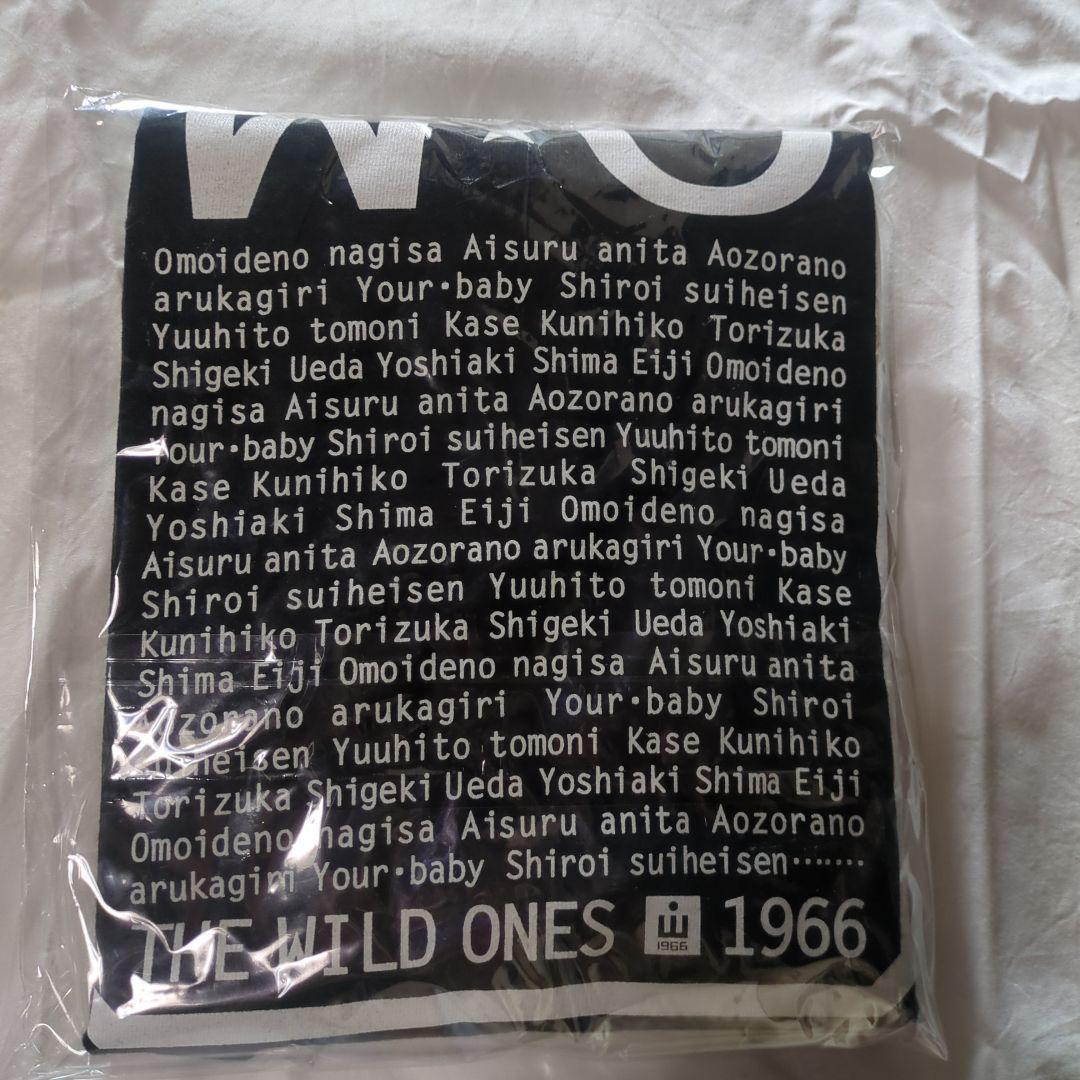 W★O
Omoideno nagisa Aisuru anita Aozorano
arukagiri Your・baby Shiroi suiheisen
Yuuhito tomoni Kase Kunihiko Torizuka
Shigeki Ueda Yoshiaki Shima Eiji Omoideno
nagisa Aisuru anita Aozorano arukagiri
Your・baby Shiroi suiheisen Yuuhito tomoni
Kase Kunihiko Torizuka Shigeki Ueda
Yoshiaki Shima Eiji Omoideno nagisa
Aisuru anita Aozorano arukagiri Your・baby
Shiroi suiheisen Yuuhito tomoni Kase
Kunihiko Torizuka Shigeki Ueda Yoshiaki
Shima Eiji Omoideno nagisa Aisuru anita
Aozorano arukagiri Your・baby Shiroi
suiheisen Yuuhito tomoni Kase Kunihiko
Torizuka Shigeki Ueda Yoshiaki Shima Eiji
Omoideno nagisa Aisuru anita Aozorano
arukagiri Your・baby Shiroi suiheisen・・・・・・・
THE WILD ONES 1966 1966